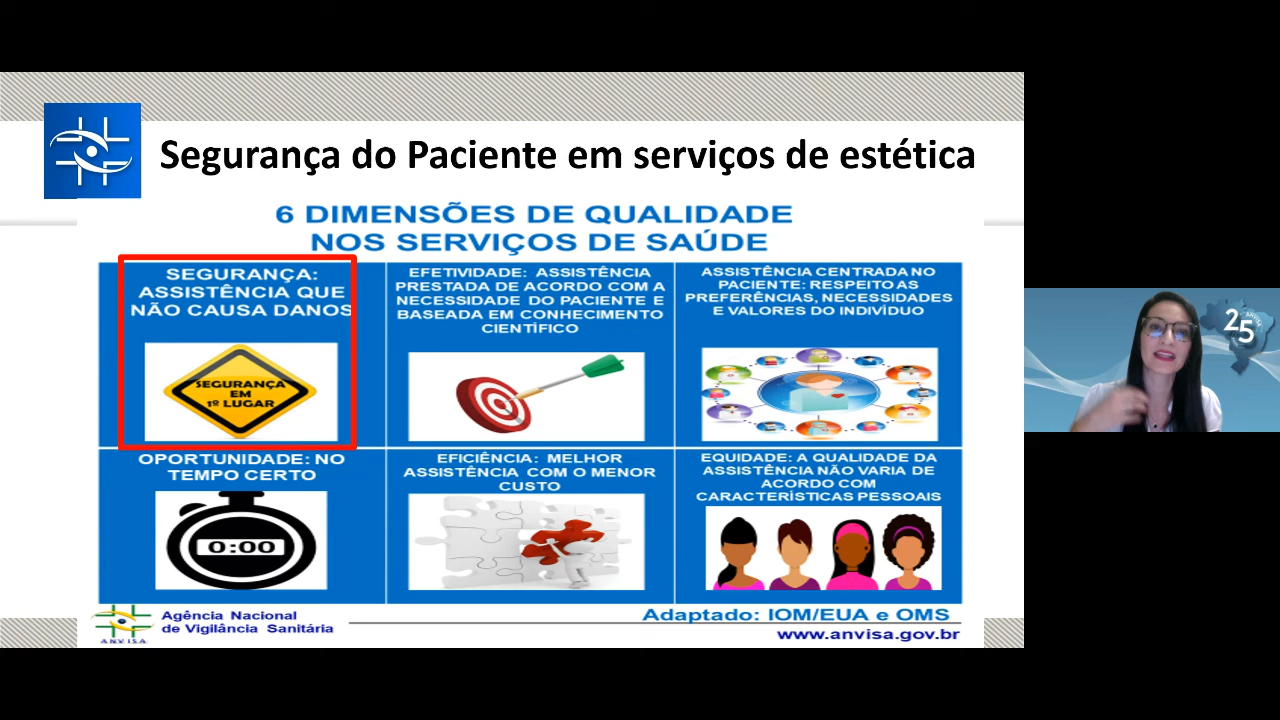 Segurança do Paciente em serviços de estética
6 DIMENSÕES DE QUALIDADE
NOS SERVIÇOS DE SAÚDE
SEGURANÇA:
ASSISTÊNCIA QUE
NÃO CAUSA DANOS
SEGURANÇA
EM
1º LUGAR
EFETIVIDADE: ASSISTÊNCIA
PRESTADA DE ACORDO COM A
NECESSIDADE DO PACIENTE E
BASEADA EM CONHECIMENTO
CIENTÍFICO
ASSISTÊNCIA CENTRADA NO
PACIENTE: RESPEITO AS
PREFERÊNCIAS, NECESSIDADES
E VALORES DO INDIVÍDUO
OPORTUNIDADE: NO
TEMPO CERTO
0:00
EFICIÊNCIA: MELHOR
ASSISTÊNCIA COM O MENOR
CUSTO
EQUIDADE: A QUALIDADE DA
ASSISTÊNCIA NÃO VARIA DE
ACORDO COM
CARACTERÍSTICAS PESSOAIS
A.N.V.I.S.A.
Agência Nacional
de Vigilância Sanitária
Adaptado: IOM/EUA e OMS
www.anvisa.gov.br
ANVISA
25